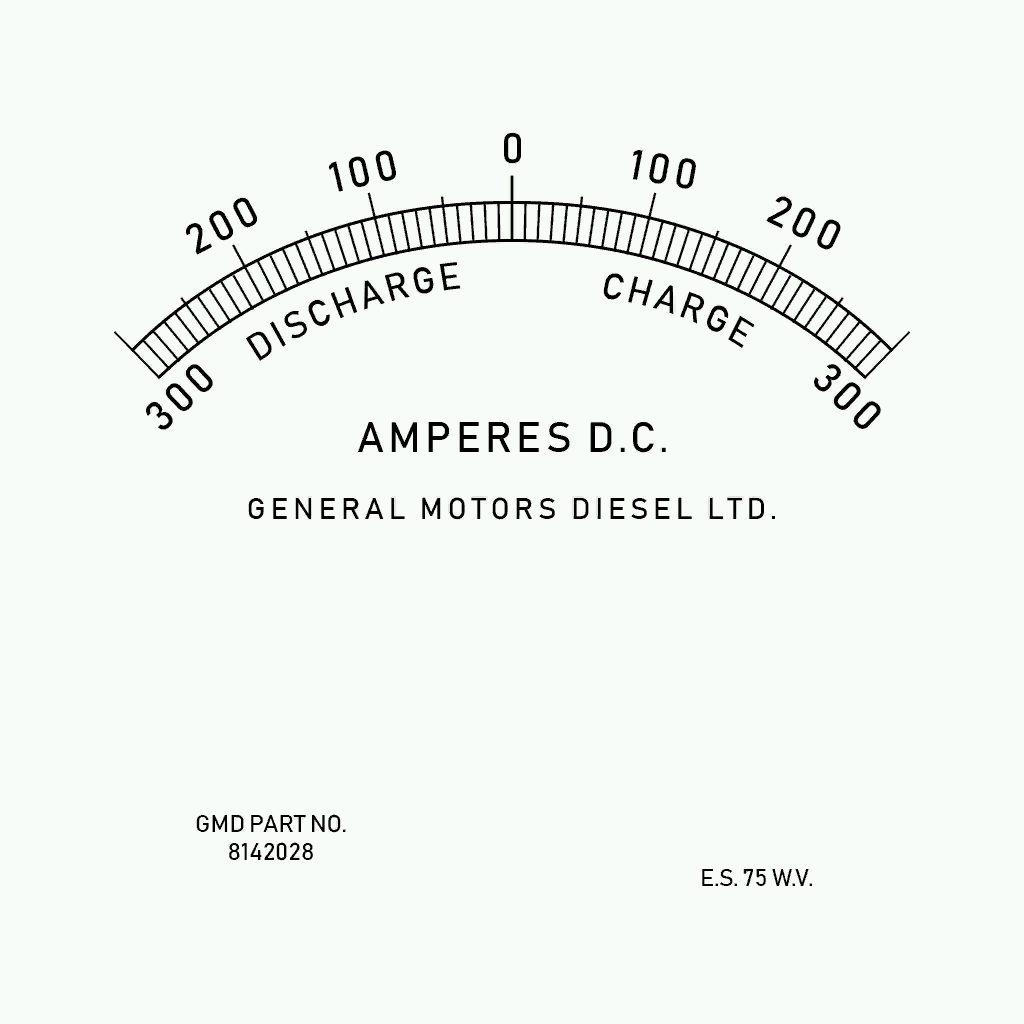 300 200 100 0 100 200 300
DISCHARGE CHARGE
AMPERES D.C.
GENERAL MOTORS DIESEL LTD.
GMD PART NO.
8142028
E.S. 75 W.V.